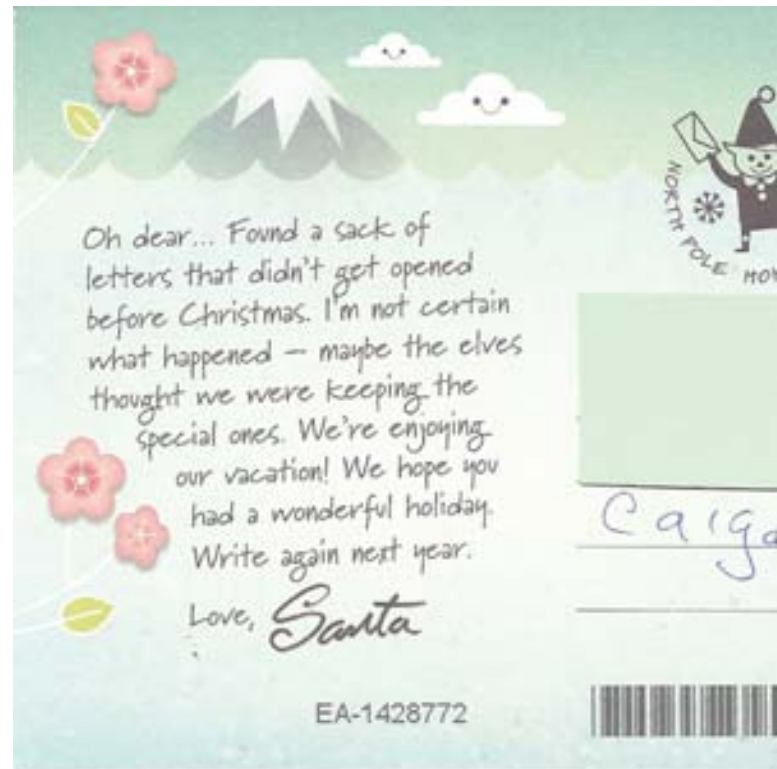 Oh dear... Found a sack of
letters that didn't get opened
before Christmas. I'm not certain
what happened — maybe the elves
thought we were keeping the
special ones. We're enjoying
our vacation! We hope you
had a wonderful holiday.
Write again next year.
Love, Santa
EA-1428772
NORTH POLE